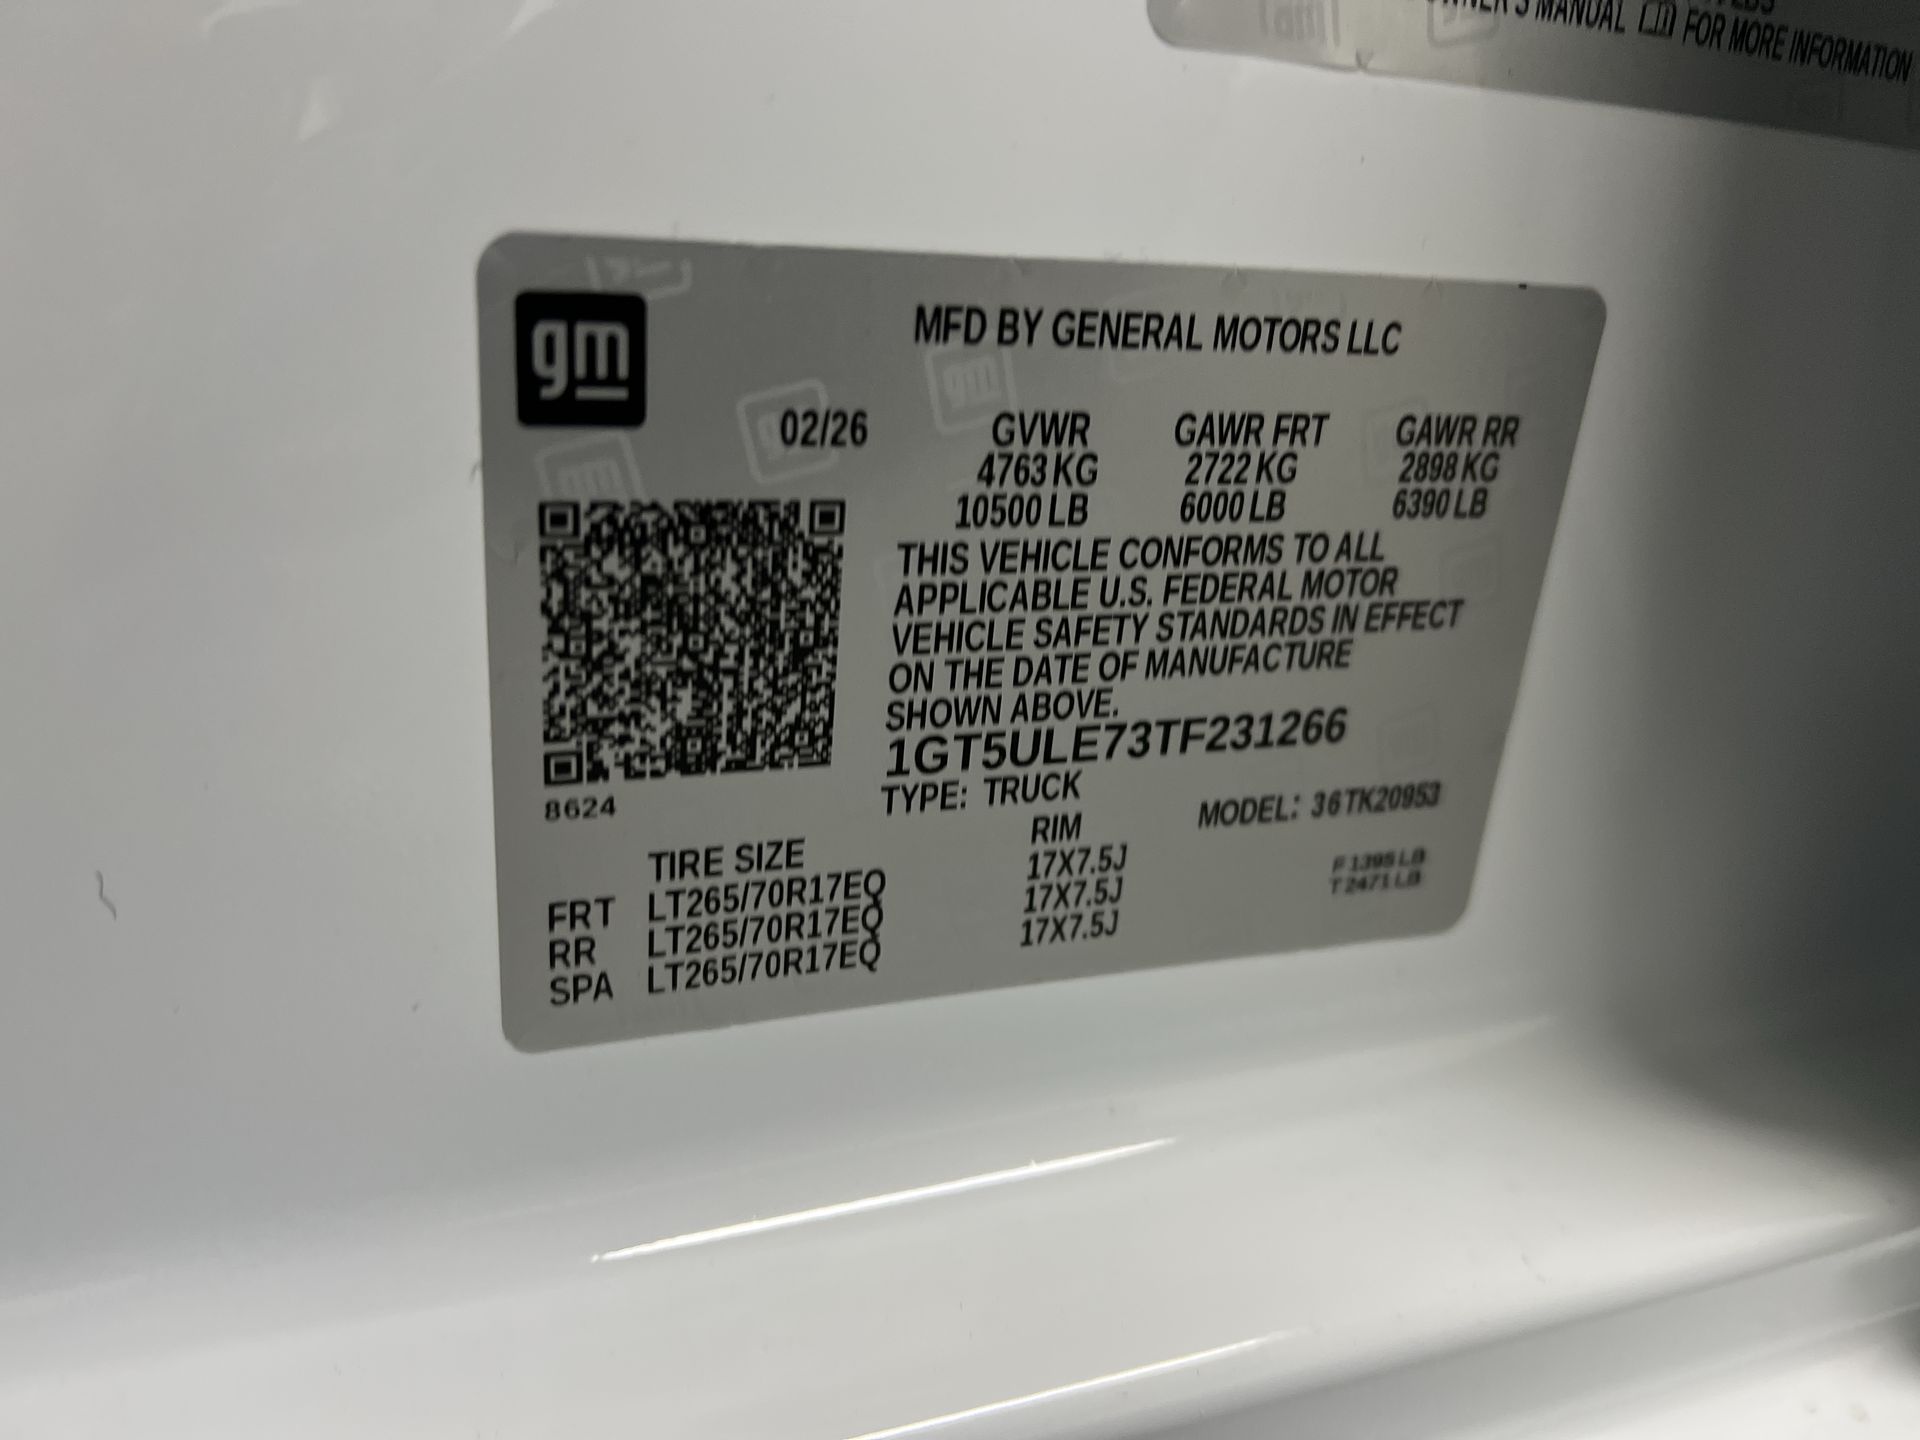 OWNER'S MANUAL FOR MORE INFORMATION
gm
MFD BY GENERAL MOTORS LLC
02/26 GVWR GAWR FRT GAWR RR
4763 KG 2722 KG 2898 KG
10500 LB 6000 LB 6390 LB
THIS VEHICLE CONFORMS TO ALL
APPLICABLE U.S. FEDERAL MOTOR
VEHICLE SAFETY STANDARDS IN EFFECT
ON THE DATE OF MANUFACTURE
SHOWN ABOVE.
1GT5ULE73TF231266
8624
TYPE: TRUCK MODEL: 36TK20953
TIRE SIZE RIM
FRT LT265/70R17EQ 17X7.5J
RR LT265/70R17EQ 17X7.5J
SPA LT265/70R17EQ 17X7.5J
F 1395 LB
T 2471 LB